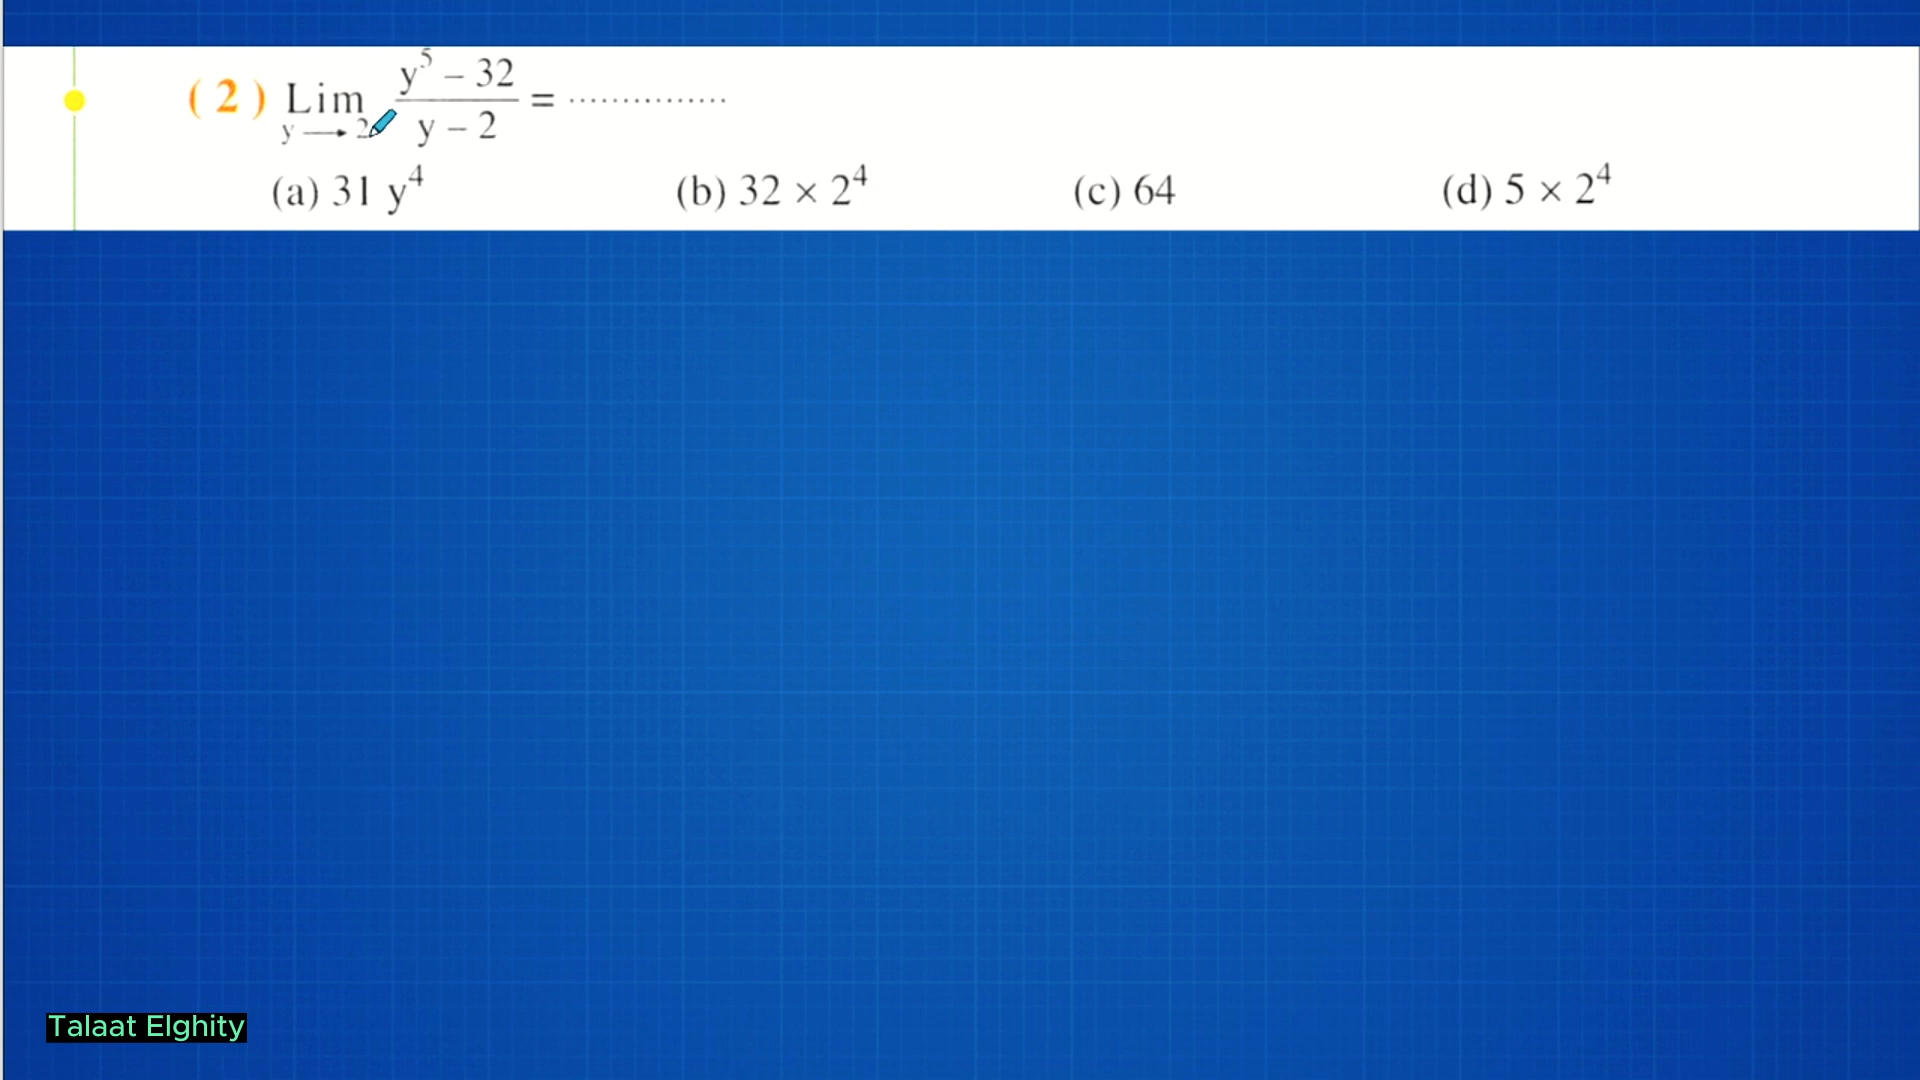 ( 2 ) Lim y⟶2 (y⁵ – 32)/(y – 2) = ...............
(a) 31 y⁴ (b) 32 × 2⁴ (c) 64 (d) 5 × 2⁴
Talaat Elghity